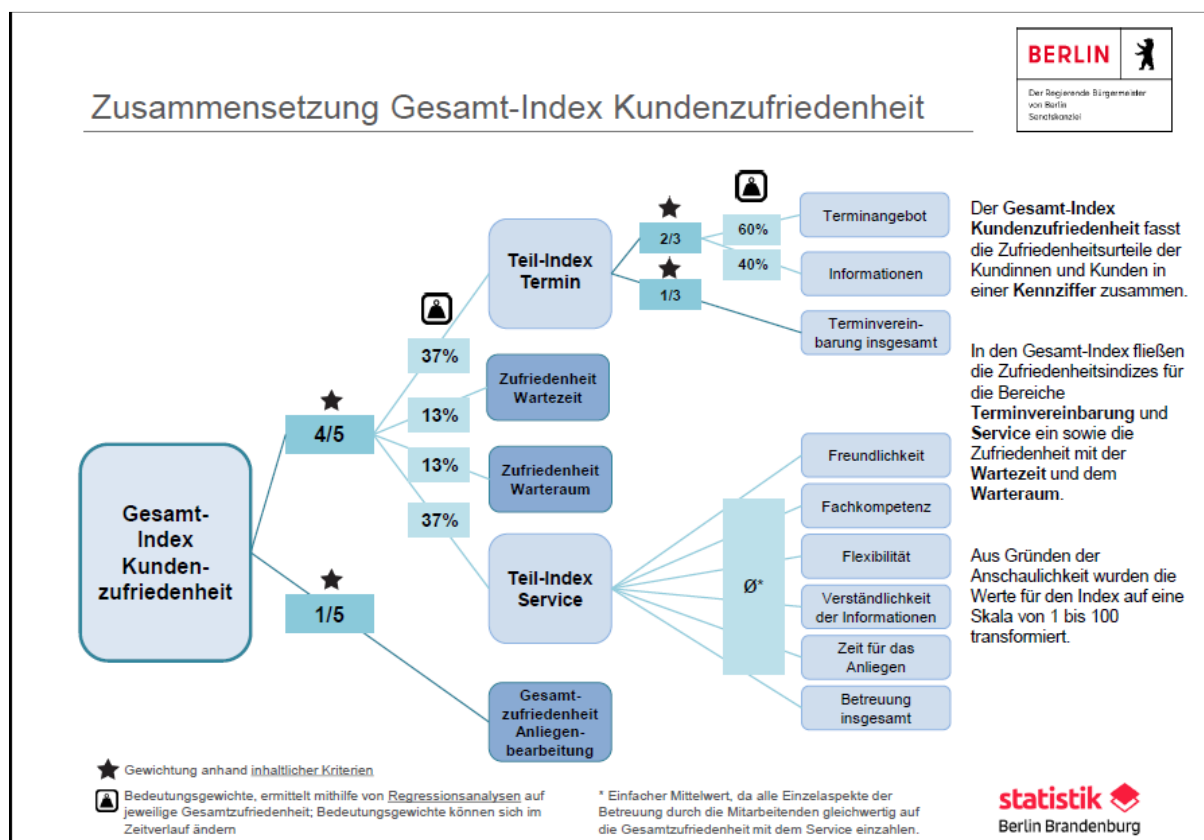 BERLIN
Der Regierende Bürgermeister
von Berlin
Senatskanzlei
Zusammensetzung Gesamt-Index Kundenzufriedenheit
Gesamt-
Index
Kunden-
zufriedenheit
4/5
1/5
37%
13%
13%
37%
Teil-Index
Termin
Zufriedenheit
Wartezeit
Zufriedenheit
Warteraum
Teil-Index
Service
Gesamt-
zufriedenheit
Anliegen-
bearbeitung
2/3
1/3
60%
40%
Ø*
Terminangebot
Informationen
Terminverein-
barung insgesamt
Freundlichkeit
Fachkompetenz
Flexibilität
Verständlichkeit
der Informationen
Zeit für das
Anliegen
Betreuung
insgesamt
Der Gesamt-Index
Kundenzufriedenheit fasst
die Zufriedenheitsurteile der
Kundinnen und Kunden in
einer Kennziffer zusammen.
In den Gesamt-Index fließen
die Zufriedenheitsindizes für
die Bereiche
Terminvereinbarung und
Service ein sowie die
Zufriedenheit mit der
Wartezeit und dem
Warteraum.
Aus Gründen der
Anschaulichkeit wurden die
Werte für den Index auf eine
Skala von 1 bis 100
transformiert.
Gewichtung anhand inhaltlicher Kriterien
Bedeutungsgewichte, ermittelt mithilfe von Regressionsanalysen auf
jeweilige Gesamtzufriedenheit; Bedeutungsgewichte können sich im
Zeitverlauf ändern
* Einfacher Mittelwert, da alle Einzelaspekte der
Betreuung durch die Mitarbeitenden gleichwertig auf
die Gesamtzufriedenheit mit dem Service einzahlen.
statistik
Berlin Brandenburg